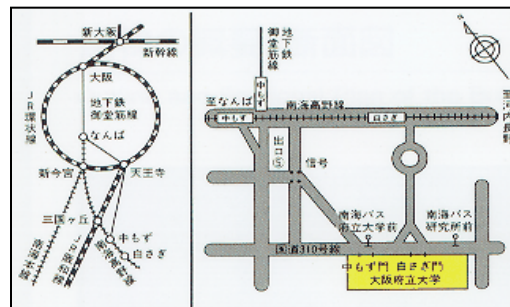 新大阪
新幹線
大阪
JR環状線
地下鉄
御堂筋線
なんば
新今宮
天王寺
三国ヶ丘
中もず
白さぎ
地下鉄
御堂筋線
中もず
至なんば
南海高野線
中もず
白さぎ
至河内長野
出口⑤
信号
南海バス
府立大学前
南海バス
研究所前
国道310号線
中もず門
白さぎ門
大阪府立大学